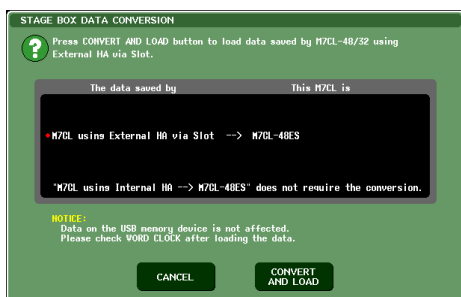 STAGE BOX DATA CONVERSION
? Press CONVERT AND LOAD button to load data saved by M7CL-48/32 using
External HA via Slot.
The data saved by This M7CL is
M7CL using External HA via Slot --> M7CL-48ES
"M7CL using Internal HA --> M7CL-48ES" does not require the conversion.
NOTICE:
Data on the USB memory device is not affected.
Please check WORD CLOCK after loading the data.
CANCEL
CONVERT
AND LOAD